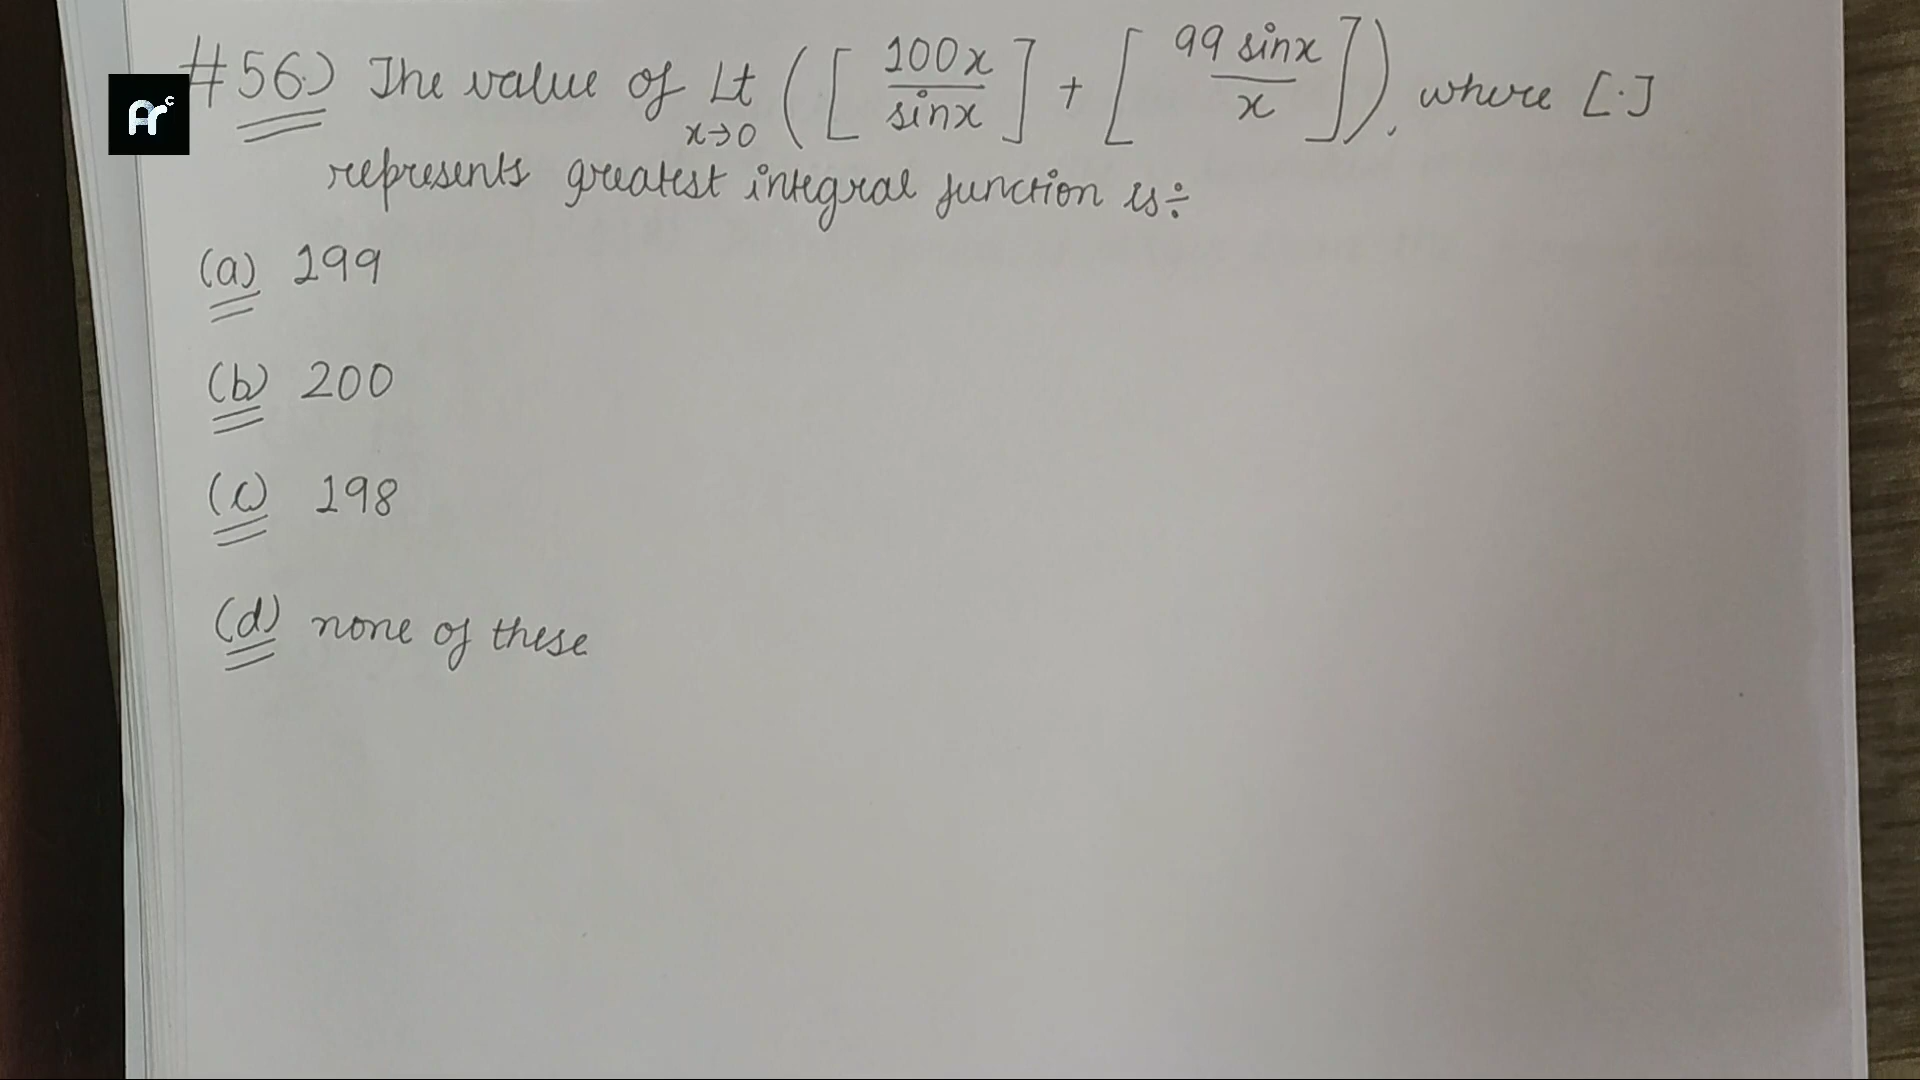 #56) The value of Lt x→0 ([100x/sinx] + [99 sinx/x]), where [.]
represents greatest integral function is÷
(a) 199
(b) 200
(c) 198
(d) none of these
Ar c